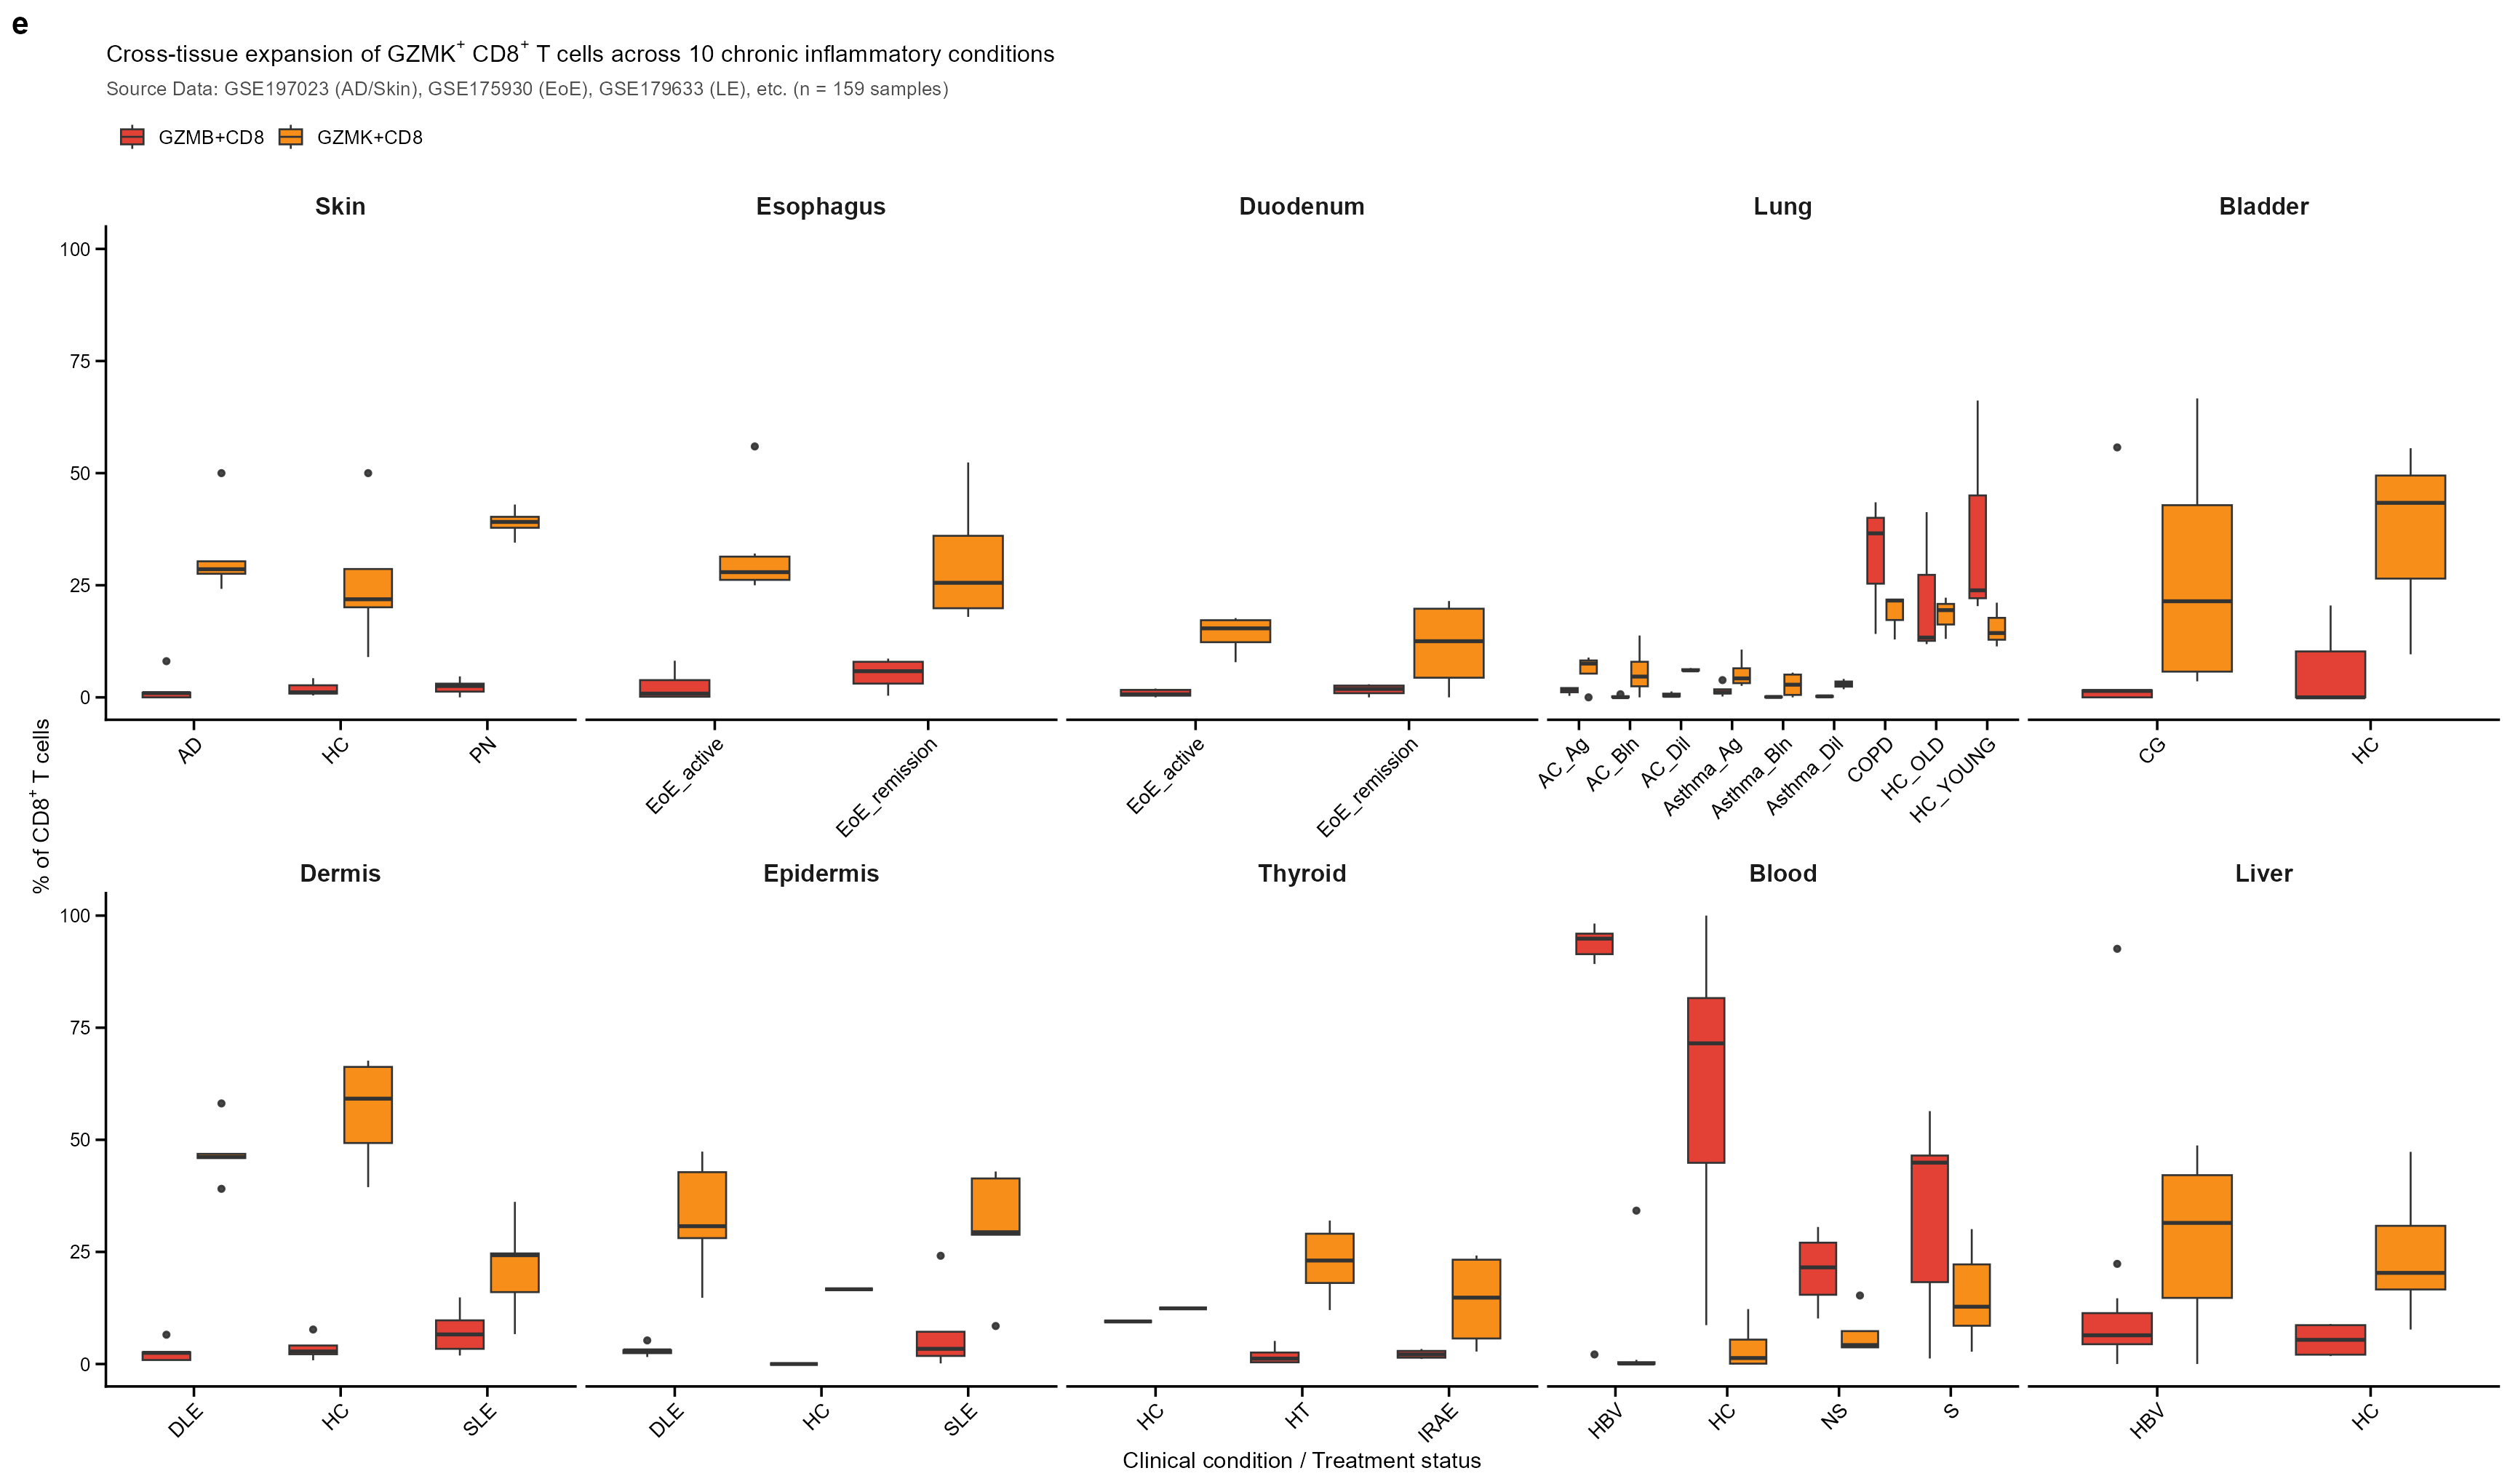 e
Cross-tissue expansion of GZMK+ CD8+ T cells across 10 chronic inflammatory conditions
Source Data: GSE197023 (AD/Skin), GSE175930 (EoE), GSE179633 (LE), etc. (n = 159 samples)
GZMB+CD8 GZMK+CD8
Skin Esophagus Duodenum Lung Bladder
100
75
50
25
0
AD HC PN EoE_active EoE_remission EoE_active EoE_remission AC_Ag AC_Bln AC_Dil Asthma_Ag Asthma_Bln Asthma_Dil COPD HC_OLD HC_YOUNG CG HC
% of CD8+ T cells
Dermis Epidermis Thyroid Blood Liver
100
75
50
25
0
DLE HC SLE DLE HC SLE HC HT IRAE HBV HC NS S HBV HC
Clinical condition / Treatment status